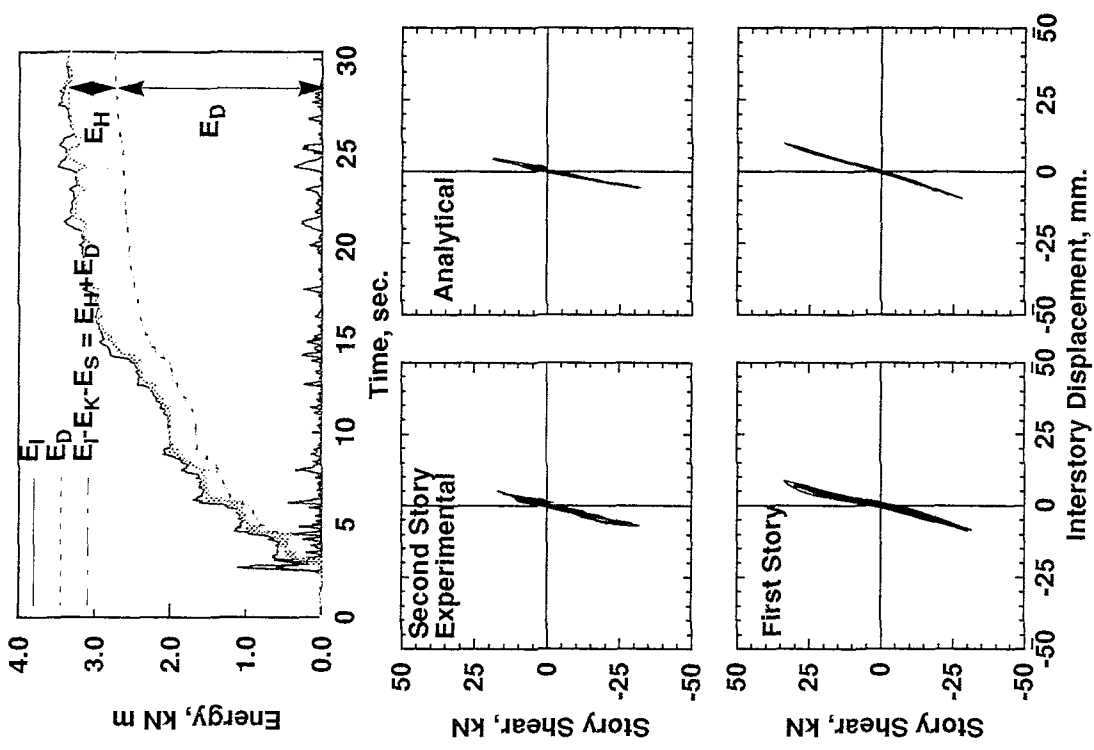 4.0
3.0
2.0
1.0
0.0
Energy, kN m
E_I
E_D
E_I-E_K-E_S = E_H+E_D
E_H
E_D
0 5 10 15 20 25 30
Time, sec.
Second Story
Experimental
Analytical
50
25
0
-25
-50
Story Shear, kN
First Story
50
25
0
-25
-50
Story Shear, kN
-50 -25 0 25 50
-50 -25 0 25 50
Interstory Displacement, mm.